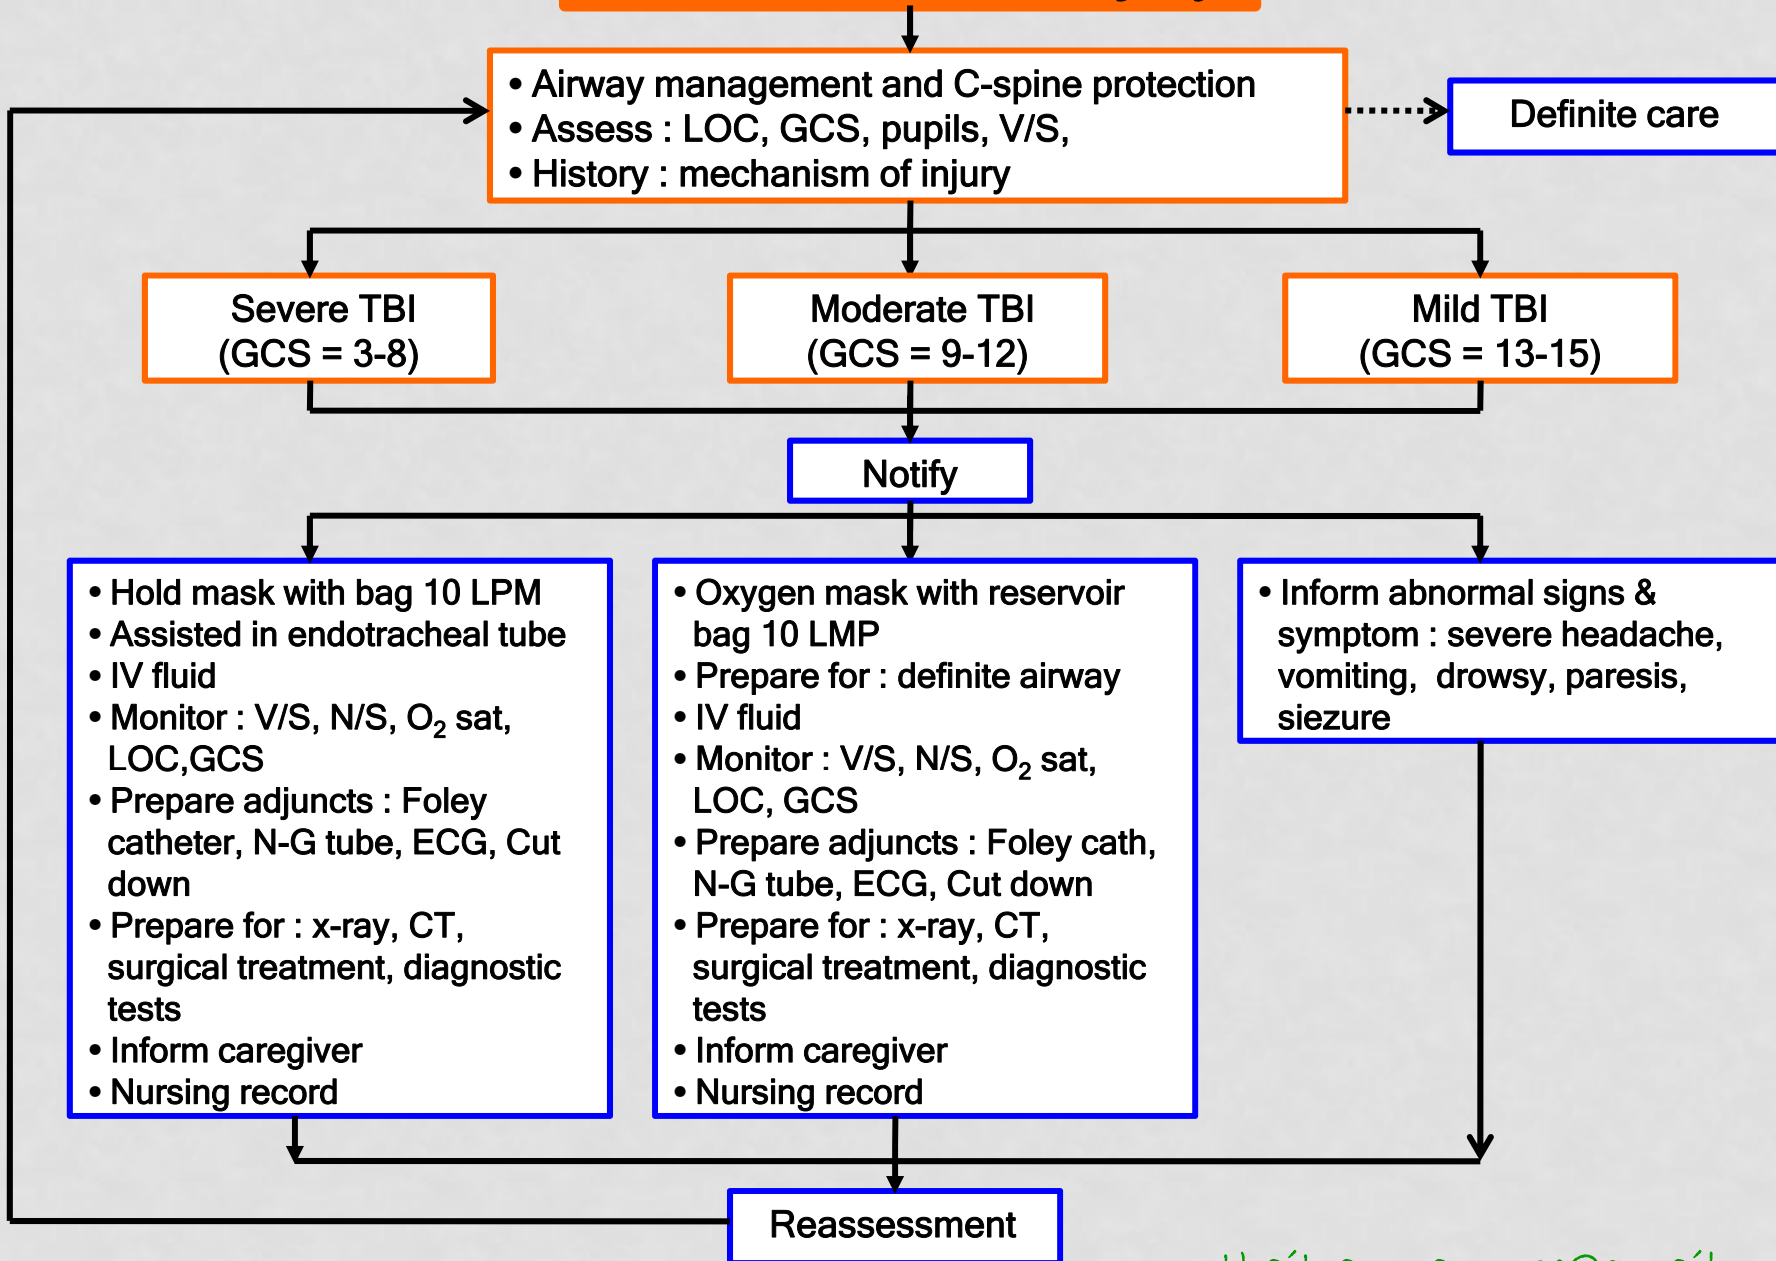 • Airway management and C-spine protection
• Assess : LOC, GCS, pupils, V/S,
• History : mechanism of injury
Definite care
Severe TBI
(GCS = 3-8)
Moderate TBI
(GCS = 9-12)
Mild TBI
(GCS = 13-15)
Notify
• Hold mask with bag 10 LPM
• Assisted in endotracheal tube
• IV fluid
• Monitor : V/S, N/S, O₂ sat,
LOC,GCS
• Prepare adjuncts : Foley
catheter, N-G tube, ECG, Cut
down
• Prepare for : x-ray, CT,
surgical treatment, diagnostic
tests
• Inform caregiver
• Nursing record
• Oxygen mask with reservoir
bag 10 LMP
• Prepare for : definite airway
• IV fluid
• Monitor : V/S, N/S, O₂ sat,
LOC, GCS
• Prepare adjuncts : Foley cath,
N-G tube, ECG, Cut down
• Prepare for : x-ray, CT,
surgical treatment, diagnostic
tests
• Inform caregiver
• Nursing record
• Inform abnormal signs &
symptom : severe headache,
vomiting, drowsy, paresis,
siezure
Reassessment